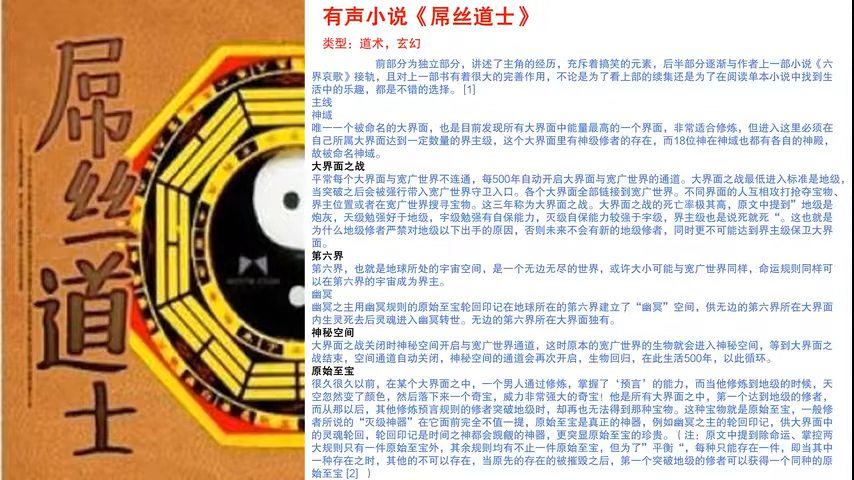 屌丝道士
有声小说《屌丝道士》
类型：道术，玄幻
前部分为独立部分，讲述了主角的经历，充斥着搞笑的元素，后半部分逐渐与作者上一部小说《六
界哀歌》接轨，且对上一部书有着很大的完善作用，不论是为了看上部的续集还是为了在阅读单本小说中找到生
活中的乐趣，都是不错的选择。 [1]
主线
神域
唯一一个被命名的大界面，也是目前发现所有大界面中能量最高的一个界面，非常适合修炼，但进入这里必须在
自己所属大界面达到一定数量的界主级，这个大界面里有神级修者的存在，而18位神在神域也都有各自的神殿，
故被命名神域。
大界面之战
平常每个大界面与宽广世界不连通，每500年自动开启大界面与宽广世界的通道。大界面之战最低进入标准是地级，
当突破之后会被强行带入宽广世界守卫入口。各个大界面全部链接到宽广世界。不同界面的人互相攻打抢夺宝物、
界主位置或者在宽广世界搜寻宝物。这三年称为大界面之战。大界面之战的死亡率极其高，原文中提到”地级是
炮灰，天级勉强好于地级，宇级勉强有自保能力，灭级自保能力较强于宇级，界主级也是说死就死“。这也就是
为什么地级修者严禁对地级以下出手的原因，否则未来不会有新的地级修者，同时更不可能达到界主级保卫大界
面。
第六界
第六界，也就是地球所处的宇宙空间，是一个无边无尽的世界，或许大小可能与宽广世界同样，命运规则同样可
以在第六界的宇宙成为界主。
幽冥
幽冥之主用幽冥规则的原始至宝轮回印记在地球所在的第六界建立了“幽冥”空间，供无边的第六界所在大界面
内生灵死去后灵魂进入幽冥转世。无边的第六界所在大界面独有。
神秘空间
大界面之战关闭时神秘空间开启与宽广世界通道，这时原本的宽广世界的生物就会进入神秘空间，等到大界面之
战结束，空间通道自动关闭，神秘空间的通道会再次开启，生物回归，在此生活500年，以此循环。
原始至宝
很久很久以前，在某个大界面之中，一个男人通过修炼，掌握了‘预言’的能力，而当他修炼到地级的时候，天
空忽然变了颜色，然后落下来一个奇宝，威力非常强大的奇宝！他是所有大界面之中，第一个达到地级的修者，
而从那以后，其他修炼预言规则的修者突破地级时，却再也无法得到那种宝物。这种宝物就是原始至宝，一般修
者所说的“灭级神器”在它面前完全不值一提，原始至宝是真正的神器，例如幽冥之主的轮回印记，供大界面中
的灵魂轮回，轮回印记是时间之神都会觊觎的神器，更突显原始至宝的珍贵。（注：原文中提到除命运、掌控两
大规则只有一件原始至宝外，其余规则均有不止一件原始至宝，但为了”平衡“，每种只能存在一件，即当其中
一种存在之时，其他的不可以存在，当原先的存在的被摧毁之后，第一个突破地级的修者可以获得一个同种的原
始至宝 [2] ）